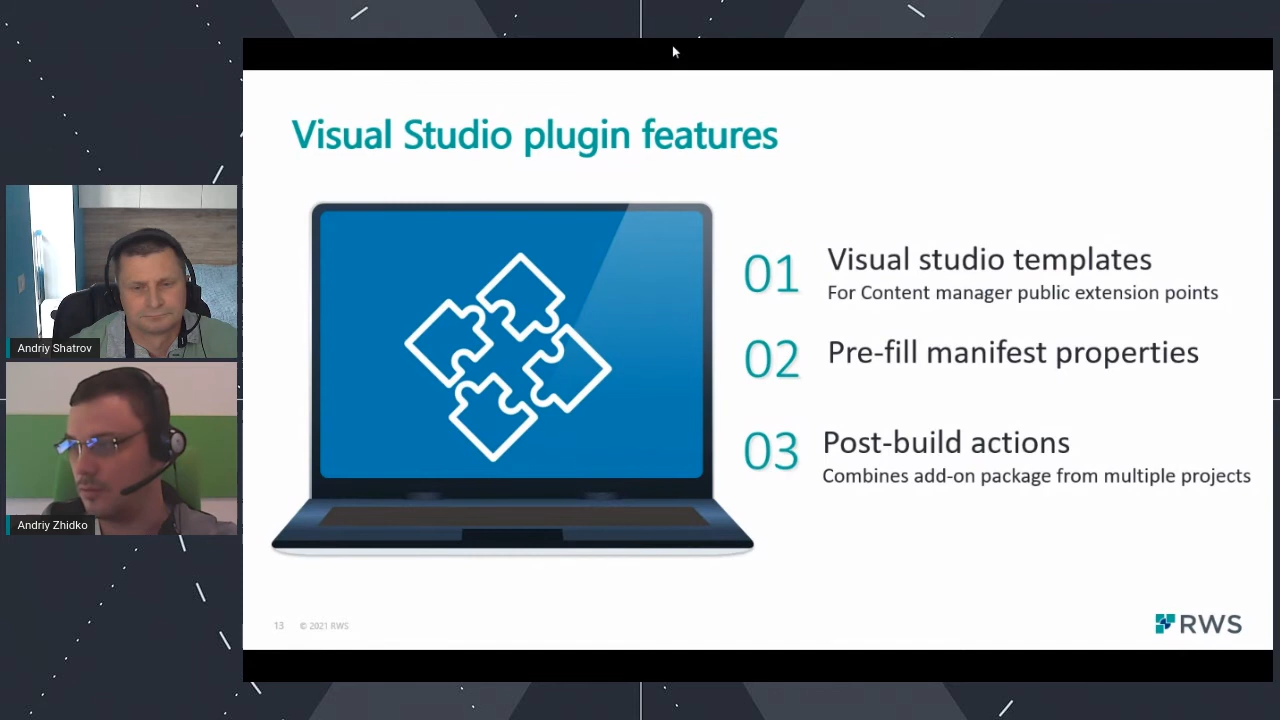 Visual Studio plugin features
01
Visual studio templates
For Content manager public extension points
02
Pre-fill manifest properties
03
Post-build actions
Combines add-on package from multiple projects
Andriy Shatrov
Andriy Zhidko
13 © 2021 RWS
RWS